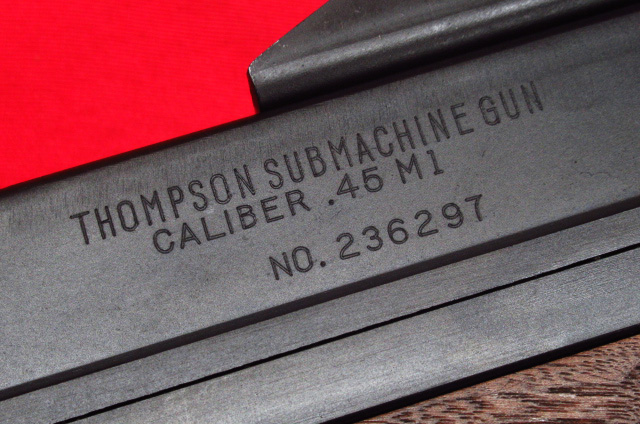 THOMPSON SUBMACHINE GUN
CALIBER .45 M1
NO. 236297